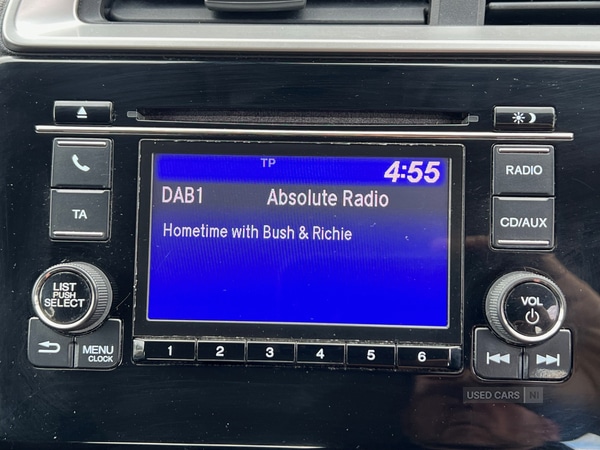 TP
4:55
DAB1 Absolute Radio
Hometime with Bush & Richie
TA
LIST
PUSH
SELECT
MENU
CLOCK
1 2 3 4 5 6
RADIO
CD/AUX
VOL
USED CARS NI